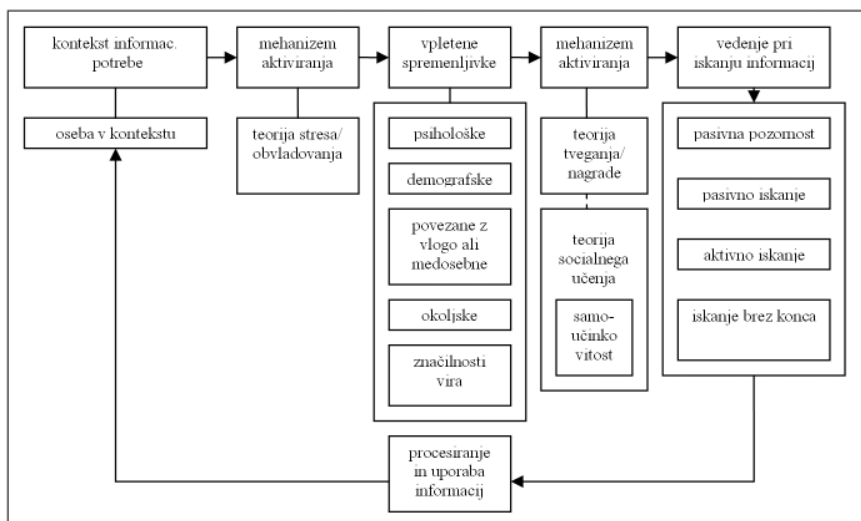 kontekst informac.
potrebe
mehanizem
aktiviranja
vpletene
spremenljivke
mehanizem
aktiviranja
vedenje pri
iskanju informacij
oseba v kontekstu
teorija stresa/
obvladovanja
psihološke
demografske
povezane z
vlogo ali
medosebne
okoljske
značilnosti
vira
teorija
tveganja/
nagrade
teorija
socialnega
učenja
samo-
učinko
vitost
pasivna pozornost
pasivno iskanje
aktivno iskanje
iskanje brez konca
procesiranje
in uporaba
informacij